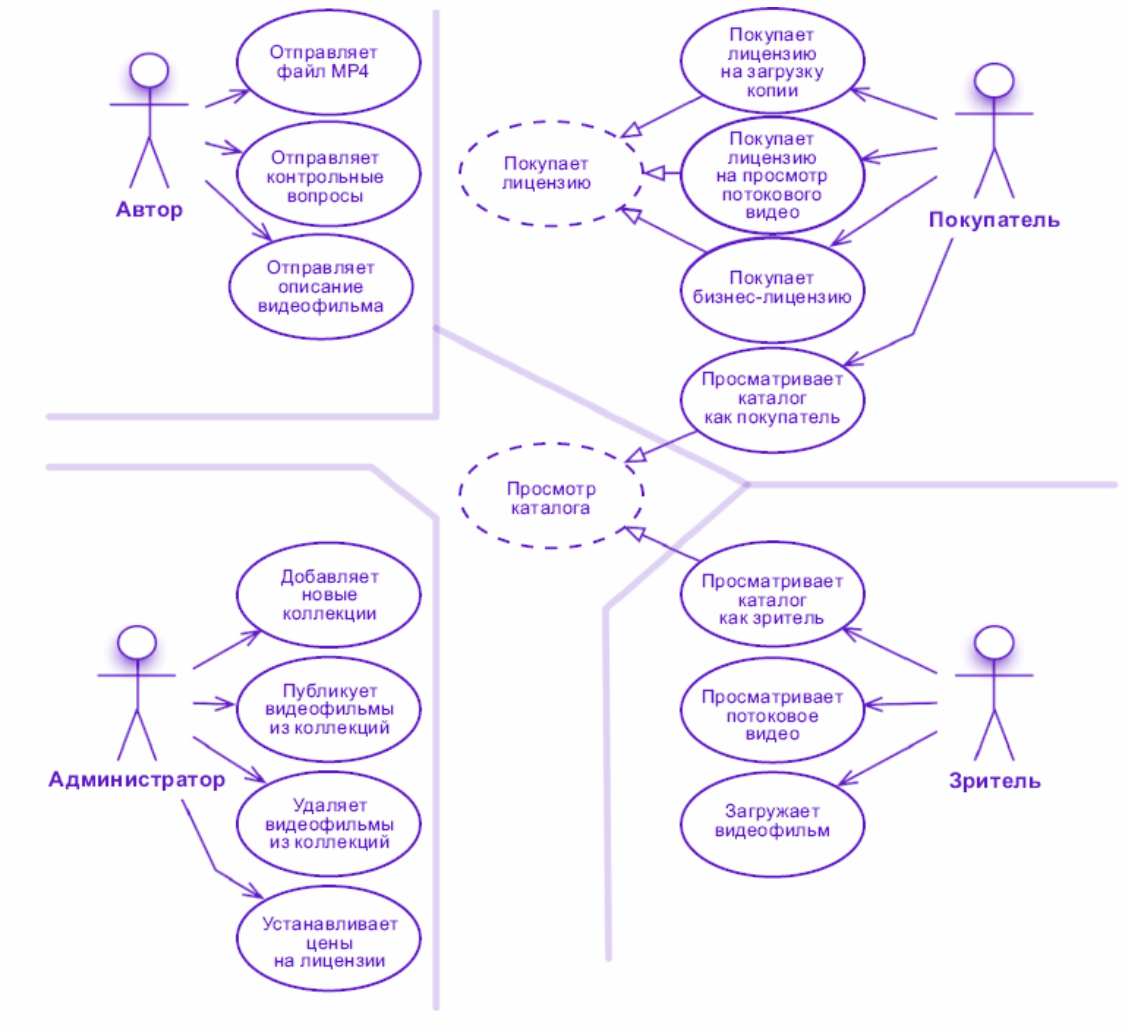 Отправляет
файл MP4
Отправляет
контрольные
вопросы
Автор
Отправляет
описание
видеофильма
Покупает
лицензию
на загрузку
копии
Покупает
лицензию
Покупает
лицензию
на просмотр
потокового
видео
Покупатель
Покупает
бизнес-лицензию
Просматривает
каталог
как покупатель
Просмотр
каталога
Добавляет
новые
коллекции
Публикует
видеофильмы
из коллекций
Администратор
Удаляет
видеофильмы
из коллекций
Устанавливает
цены
на лицензии
Просматривает
каталог
как зритель
Просматривает
потоковое
видео
Зритель
Загружает
видеофильм